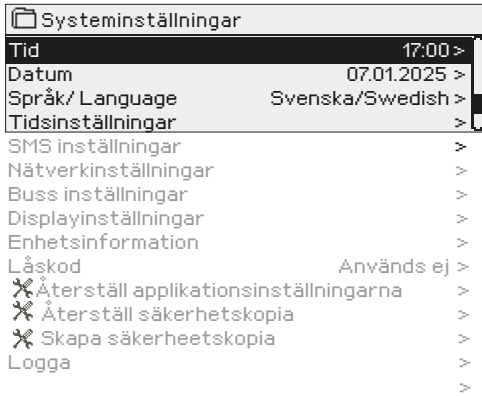 Systeminställningar
Tid 17:00 >
Datum 07.01.2025 >
Språk/ Language Svenska/Swedish >
Tidsinställningar >
SMS inställningar >
Nätverkinställningar >
Buss inställningar >
Displayinställningar >
Enhetsinformation >
Låskod Används ej >
Återställ applikationsinställningarna >
Återställ säkerhetskopia >
Skapa säkerheetskopia >
Logga >
>